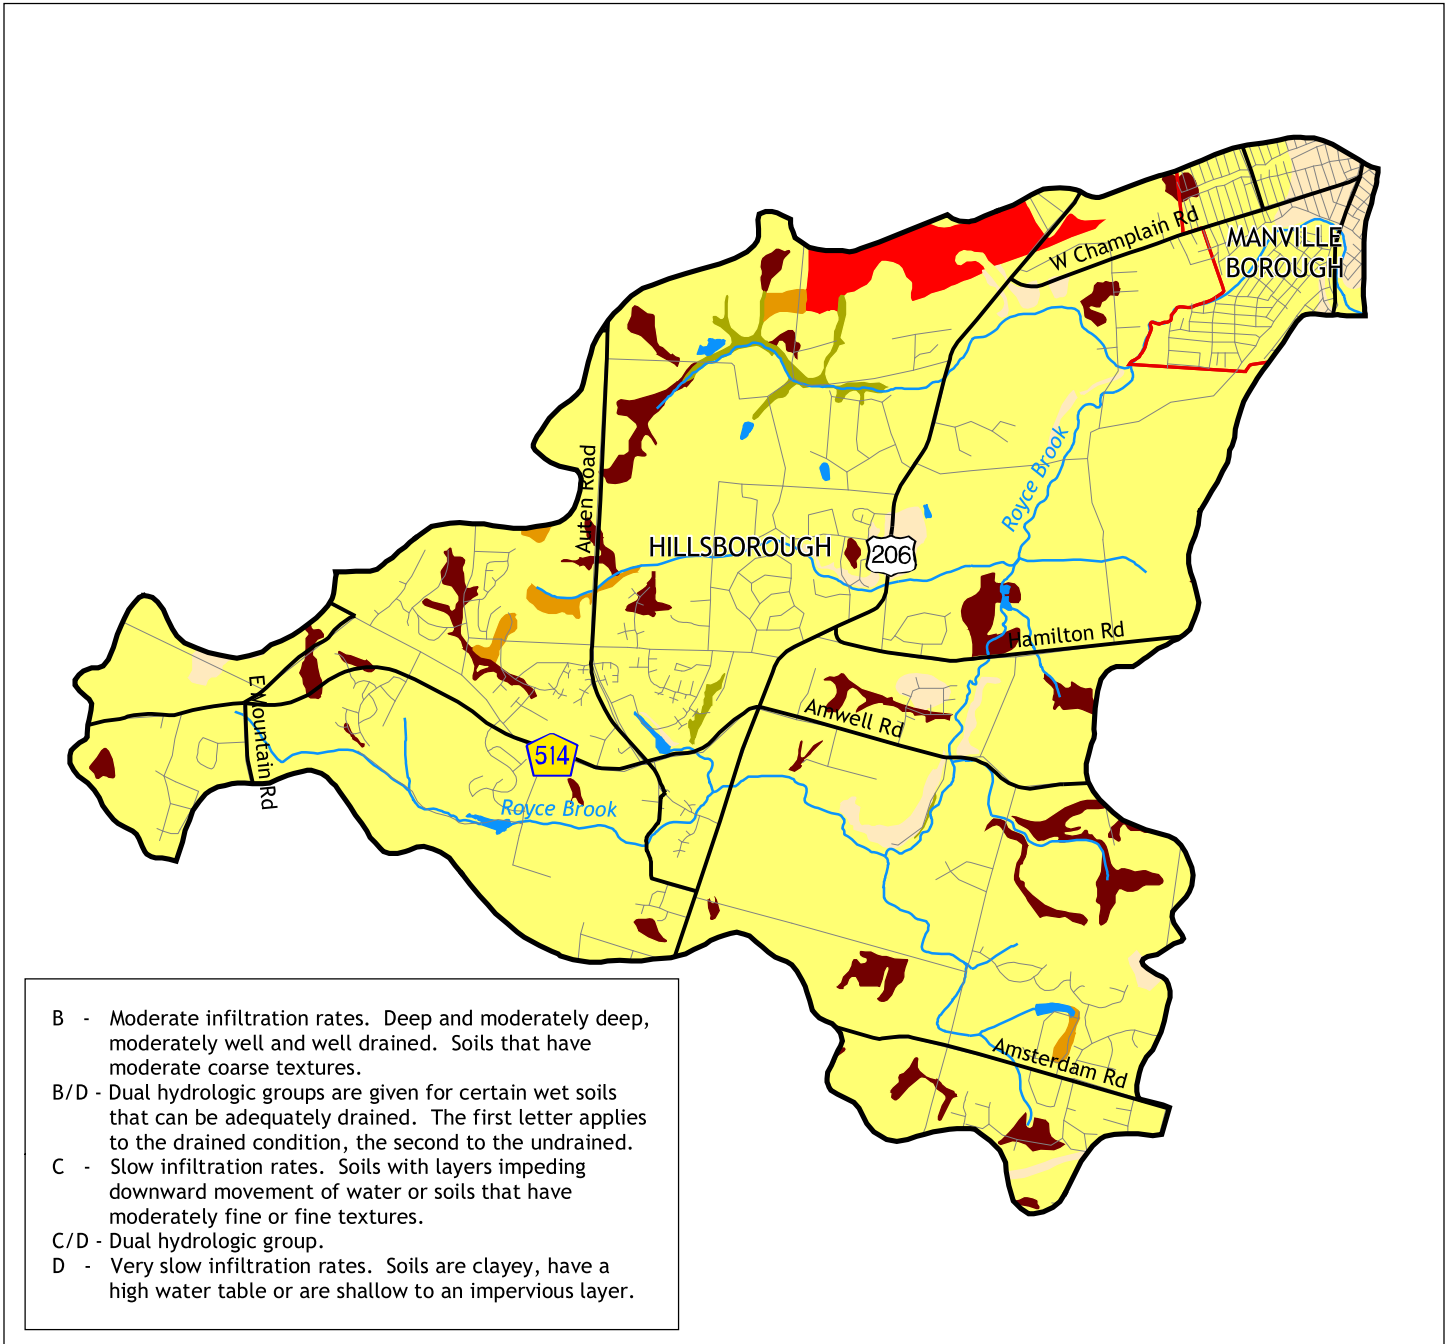 W Champlain Rd
MANVILLE
BOROUGH
Royce Brook
Auten Road
HILLSBOROUGH
206
Hamilton Rd
E Mountain Rd
Amwell Rd
514
Royce Brook
Amsterdam Rd
B - Moderate infiltration rates. Deep and moderately deep,
moderately well and well drained. Soils that have
moderate coarse textures.
B/D - Dual hydrologic groups are given for certain wet soils
that can be adequately drained. The first letter applies
to the drained condition, the second to the undrained.
C - Slow infiltration rates. Soils with layers impeding
downward movement of water or soils that have
moderately fine or fine textures.
C/D - Dual hydrologic group.
D - Very slow infiltration rates. Soils are clayey, have a
high water table or are shallow to an impervious layer.